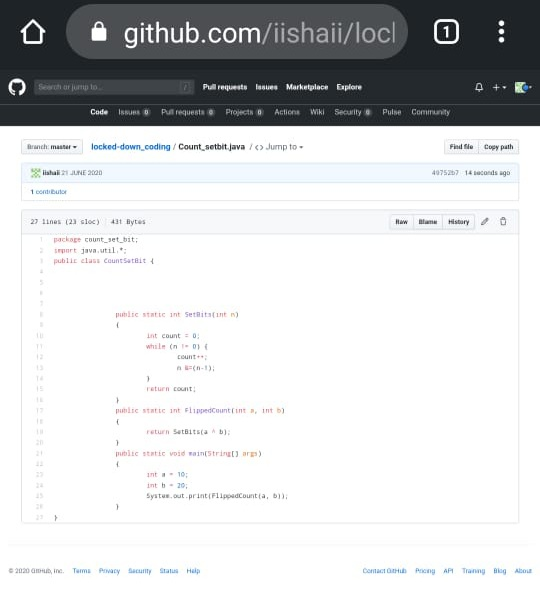 github.com/iishaii/locl
1
Search or jump to...
/
Pull requests Issues Marketplace Explore
Code Issues 0 Pull requests 0 Projects 0 Actions Wiki Security 0 Pulse Community
Branch: master
locked-down_coding / Count_setbit.java / <> Jump to
Find file Copy path
iishaii 21 JUNE 2020
49752b7 14 seconds ago
1 contributor
27 lines (23 sloc) | 431 Bytes
Raw Blame History
1 package count_set_bit;
2 import java.util.*;
3 public class CountSetBit {
4
5
6
7
8 public static int SetBits(int n)
9 {
10 int count = 0;
11 while (n != 0) {
12 count++;
13 n &=(n-1);
14 }
15 return count;
16 }
17 public static int FlippedCount(int a, int b)
18 {
19 return SetBits(a ^ b);
20 }
21 public static void main(String[] args)
22 {
23 int a = 10;
24 int b = 20;
25 System.out.print(FlippedCount(a, b));
26 }
27 }
© 2020 GitHub, Inc. Terms Privacy Security Status Help
Contact GitHub Pricing API Training Blog About